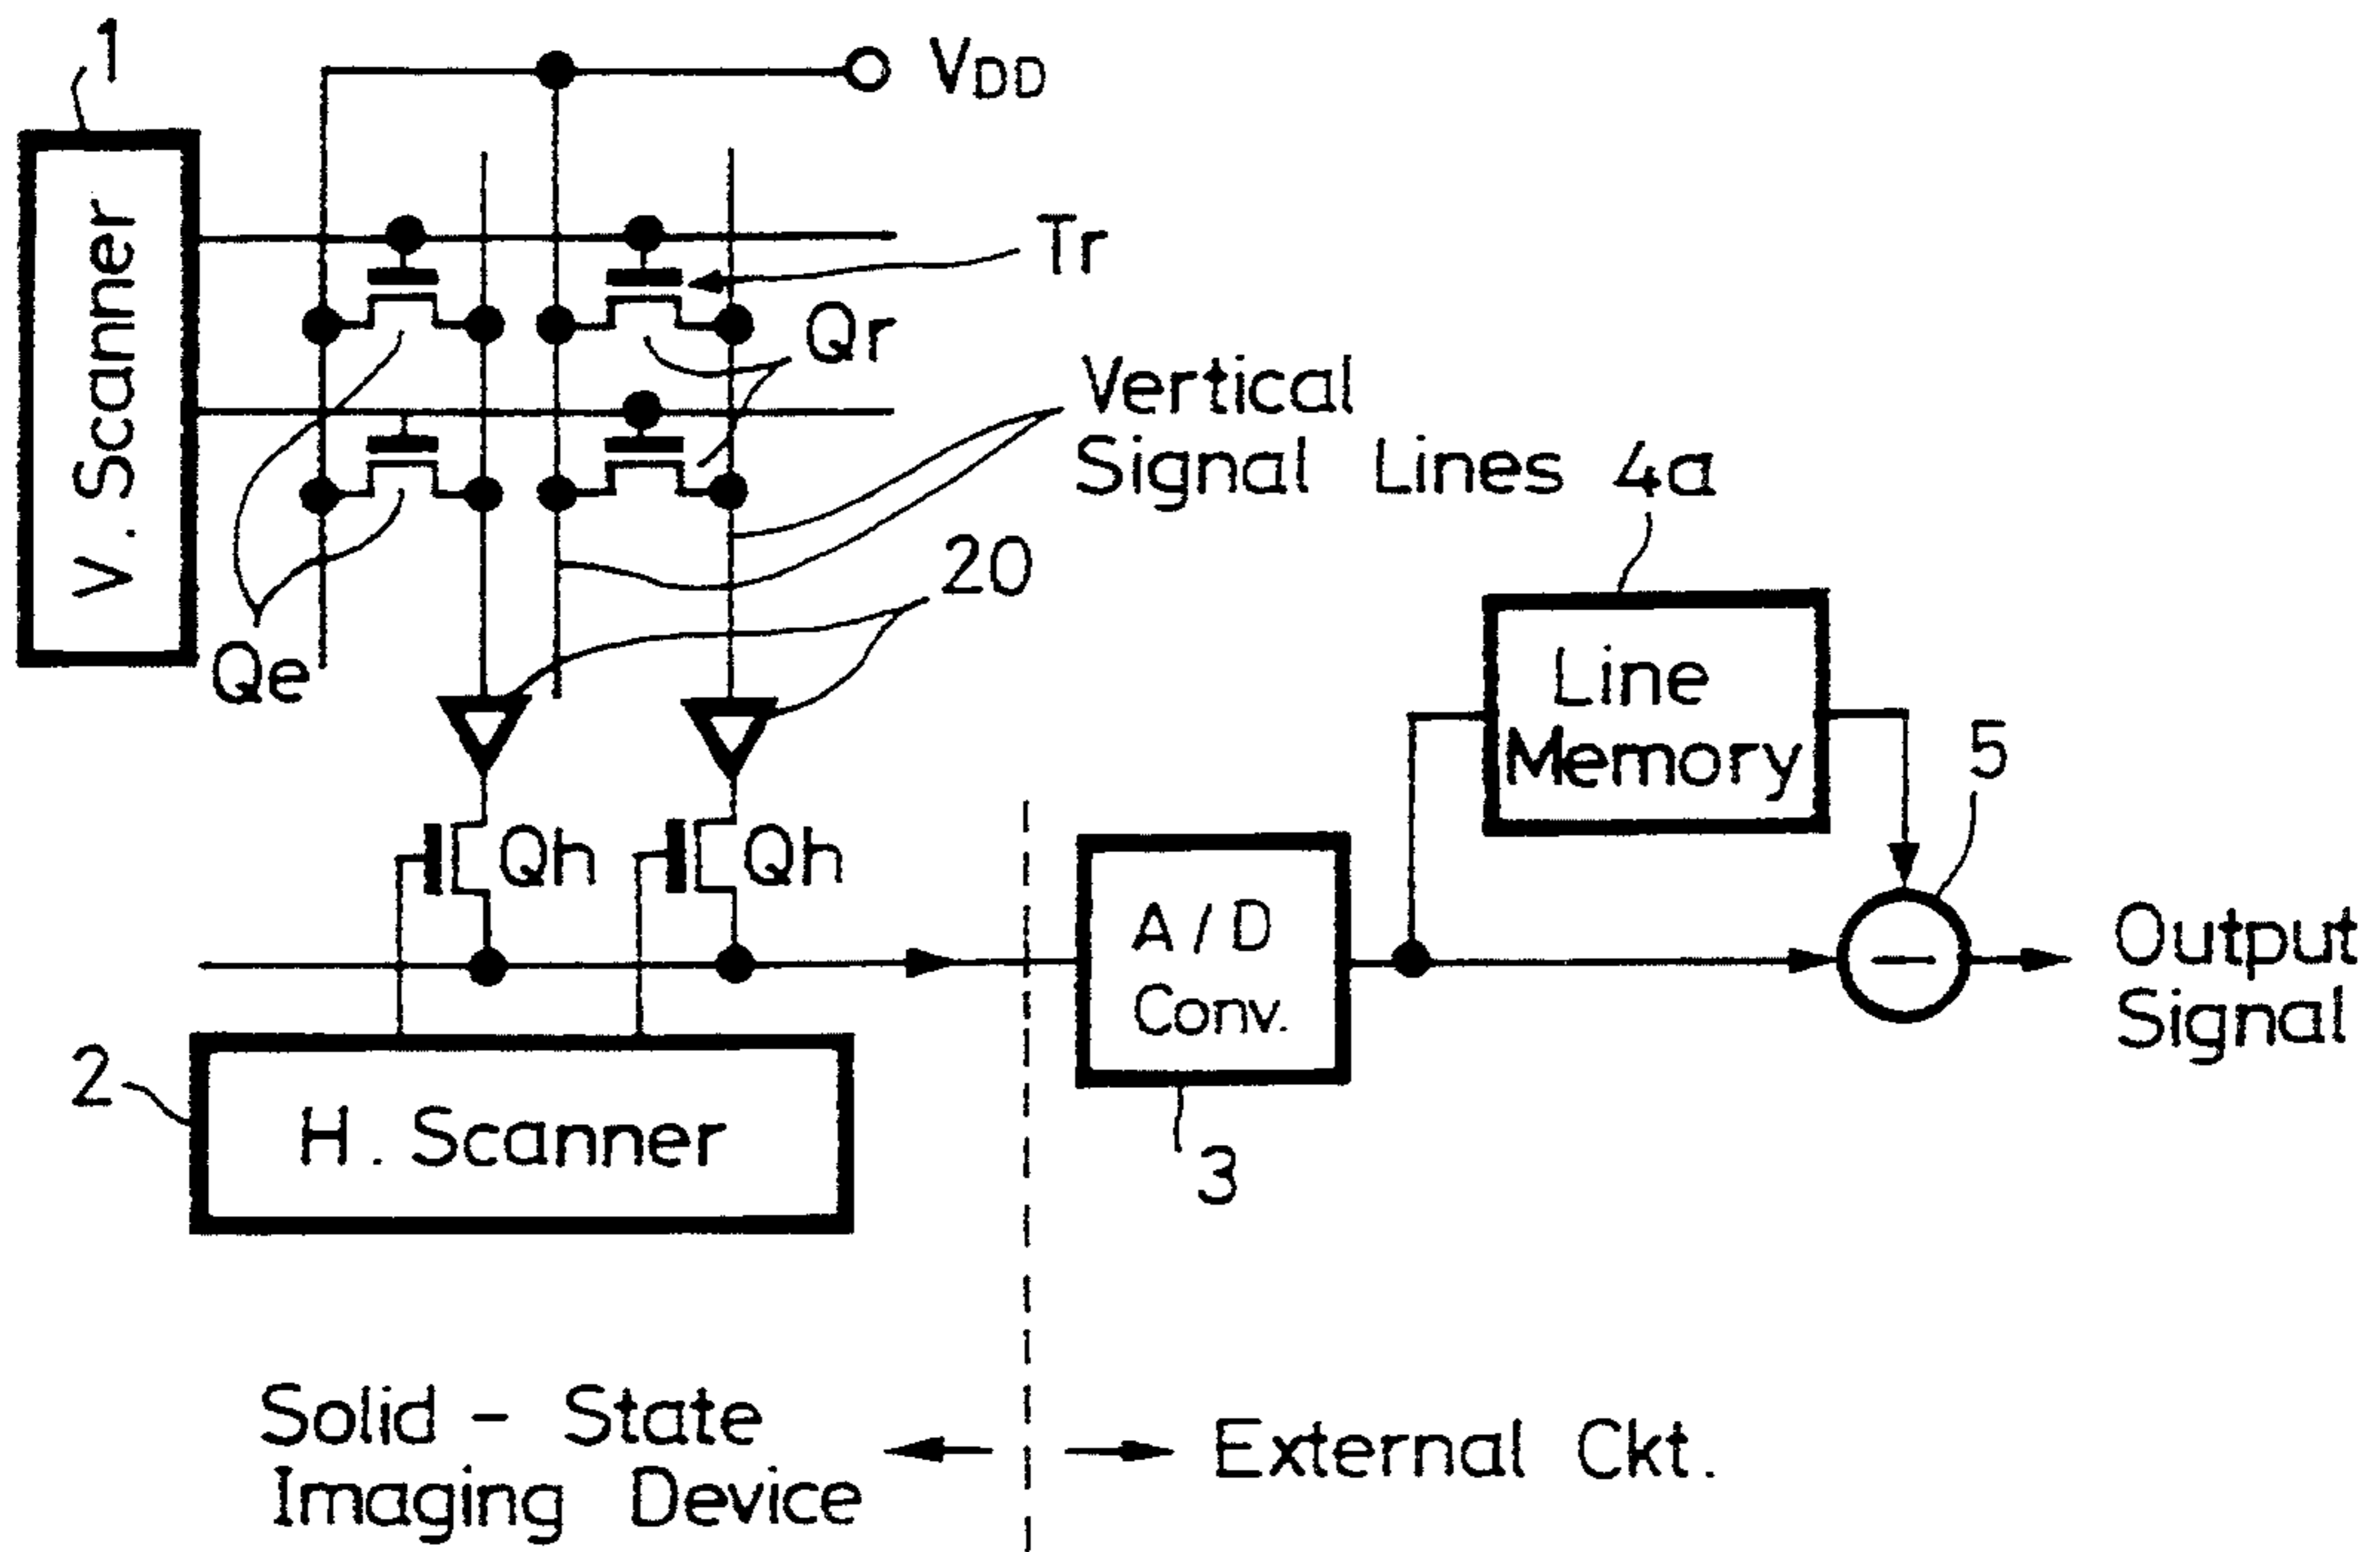 1
VDD
V. Scanner
Tr
Qr
Vertical
Signal Lines
4a
20
Qe
Line
Memory
5
Qh
Qh
A/D
Conv.
Output
Signal
2
H. Scanner
3
Solid - State
Imaging Device
External Ckt.